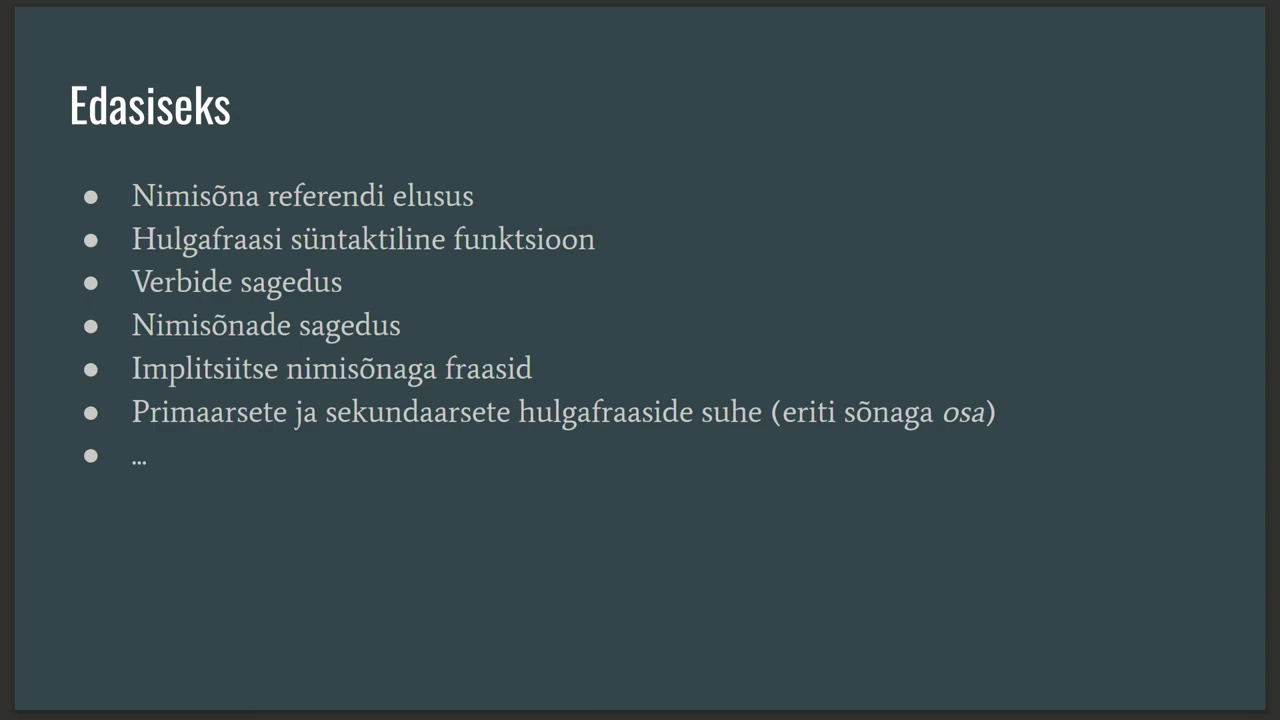 Edasiseks
● Nimisõna referendi elusus
● Hulgafraasi süntaktiline funktsioon
● Verbide sagedus
● Nimisõnade sagedus
● Implitsiitse nimisõnaga fraasid
● Primaarsete ja sekundaarsete hulgafraaside suhe (eriti sõnaga osa)
● …